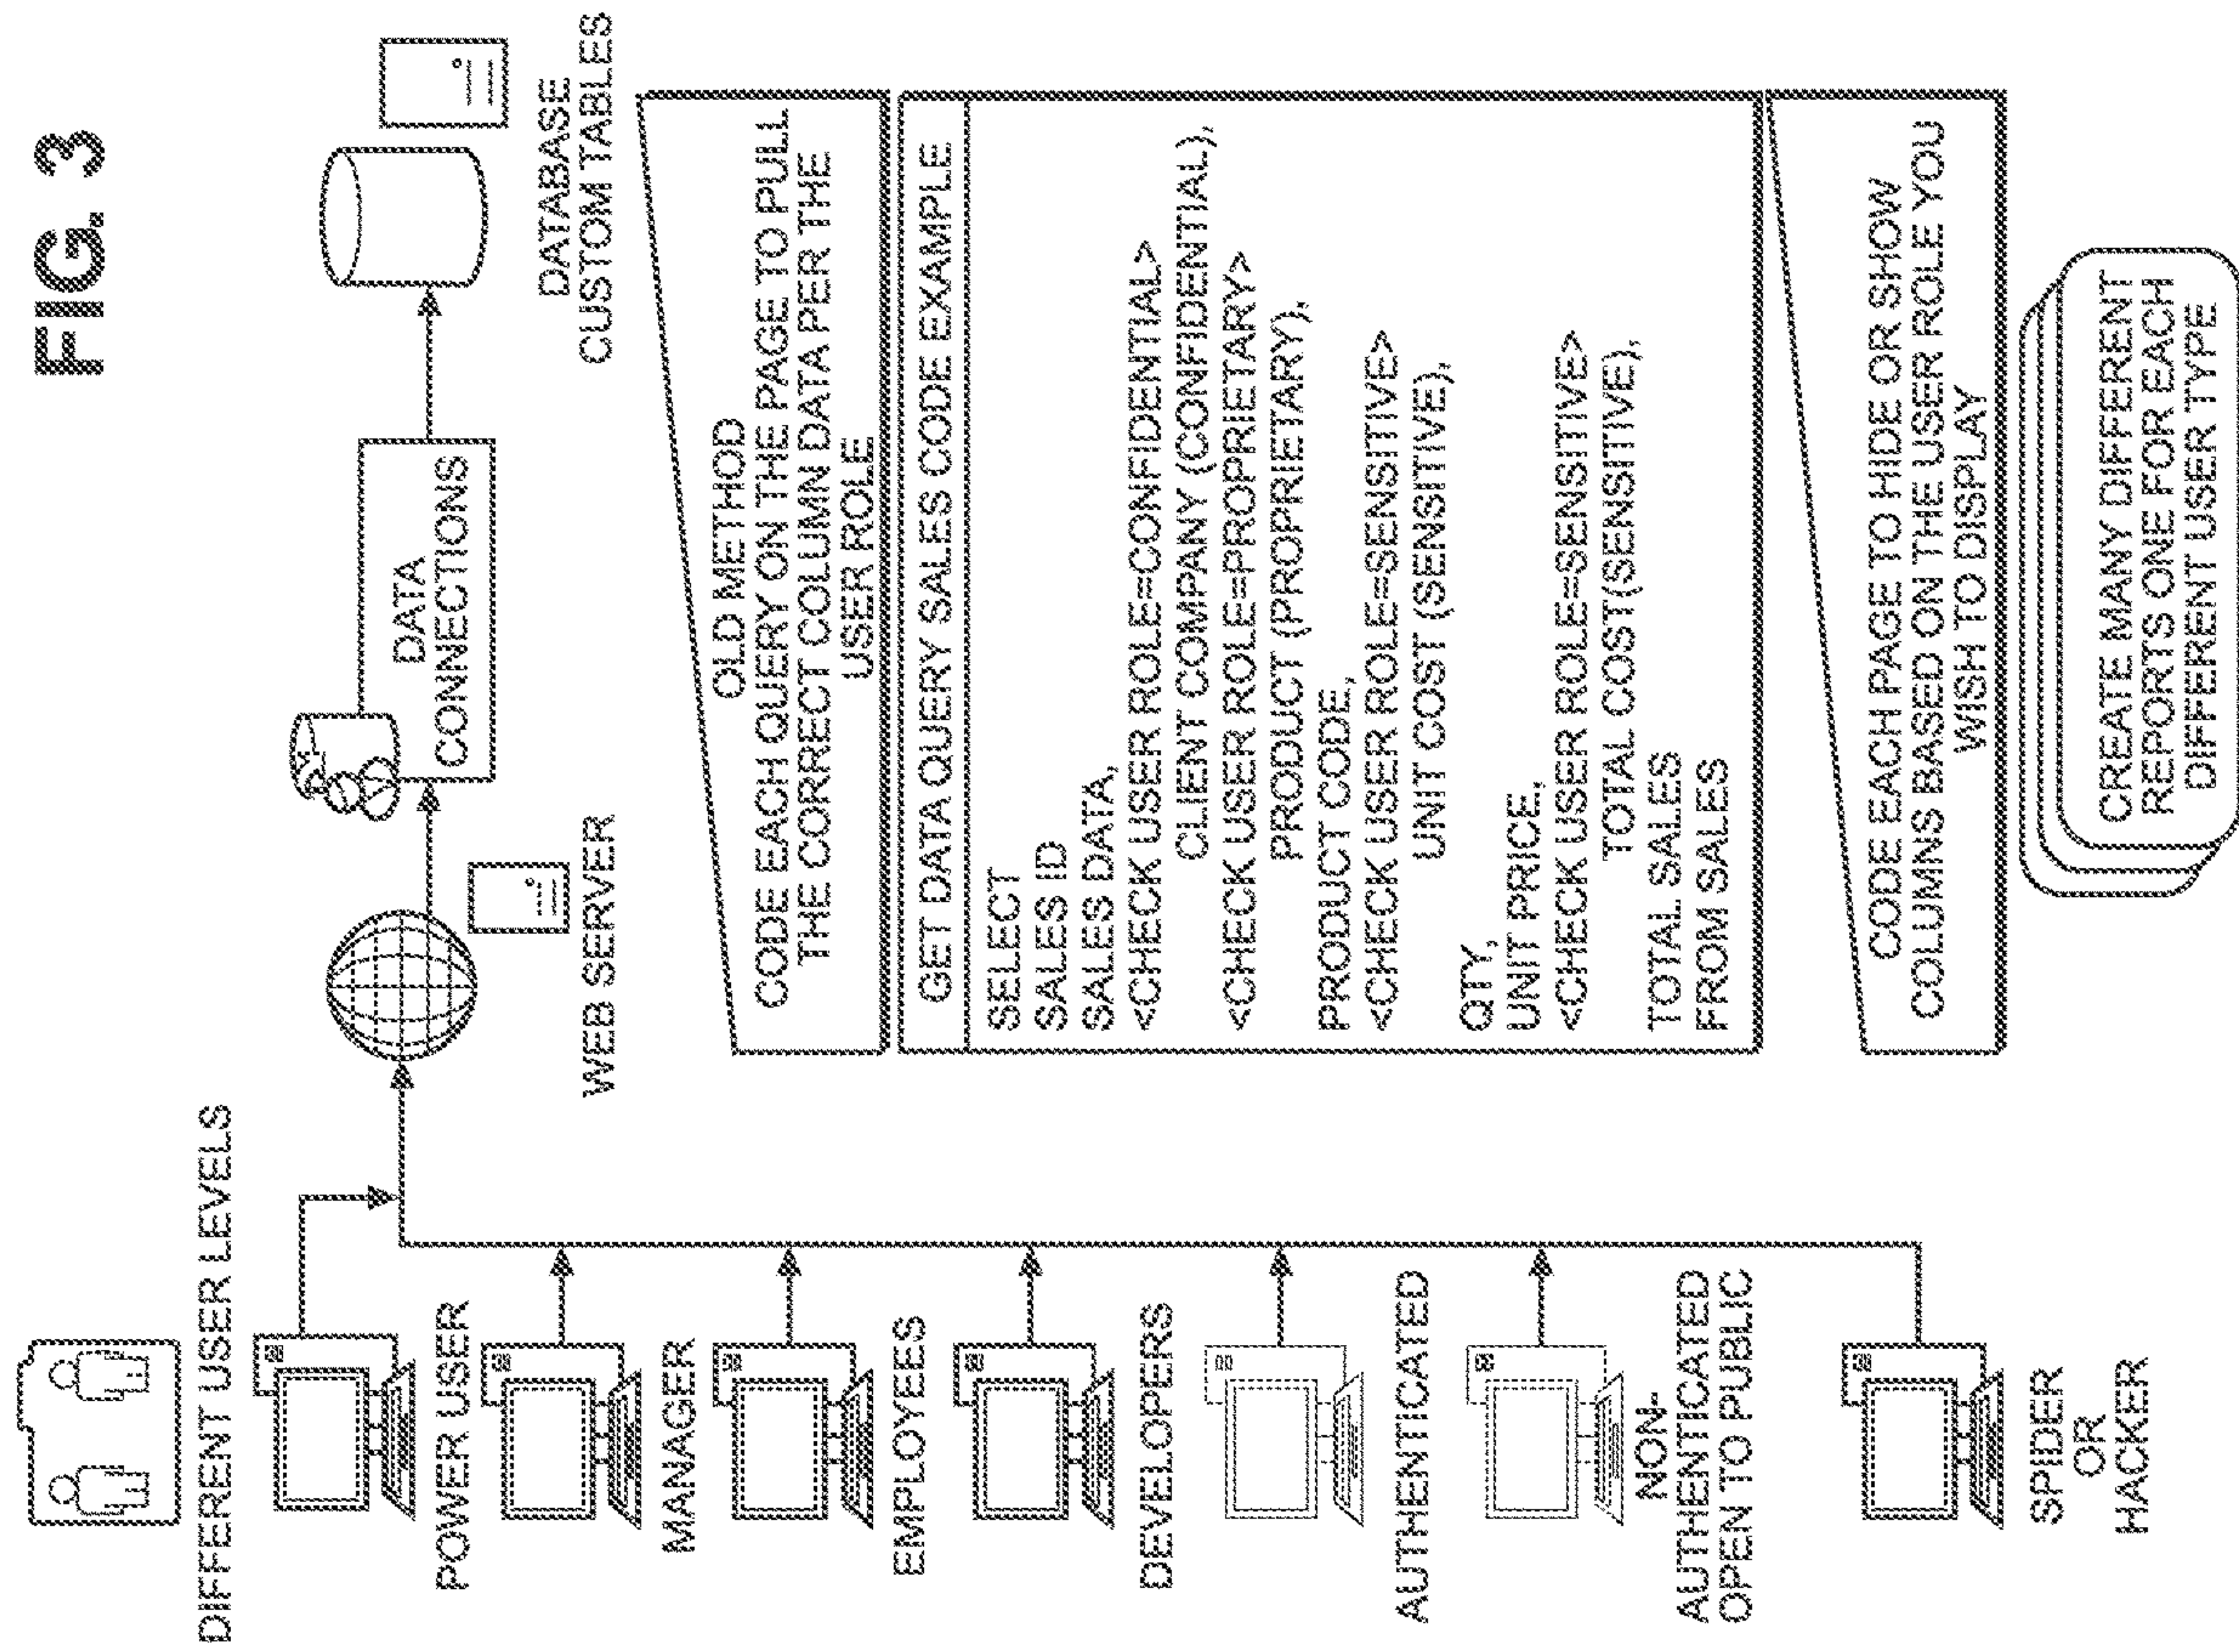 FIG. 3
DIFFERENT USER LEVELS
POWER USER
MANAGER
EMPLOYEES
DEVELOPERS
AUTHENTICATED
NON-
AUTHENTICATED
OPEN TO PUBLIC
SPIDER
OR
HACKER
WEB SERVER
DATA
CONNECTIONS
DATABASE
CUSTOM TABLES
OLD METHOD
CODE EACH QUERY ON THE PAGE TO PULL
THE CORRECT COLUMN DATA PER THE
USER ROLE
GET DATA QUERY SALES CODE EXAMPLE
SELECT
SALES ID
SALES DATA,
<CHECK USER ROLE=CONFIDENTIAL>
CLIENT COMPANY (CONFIDENTIAL),
<CHECK USER ROLE=PROPRIETARY>
PRODUCT (PROPRIETARY),
PRODUCT CODE,
<CHECK USER ROLE=SENSITIVE>
UNIT COST (SENSITIVE),
QTY,
UNIT PRICE,
<CHECK USER ROLE=SENSITIVE>
TOTAL COST(SENSITIVE),
TOTAL SALES
FROM SALES
CODE EACH PAGE TO HIDE OR SHOW
COLUMNS BASED ON THE USER ROLE YOU
WISH TO DISPLAY
CREATE MANY DIFFERENT
REPORTS ONE FOR EACH
DIFFERENT USER TYPE